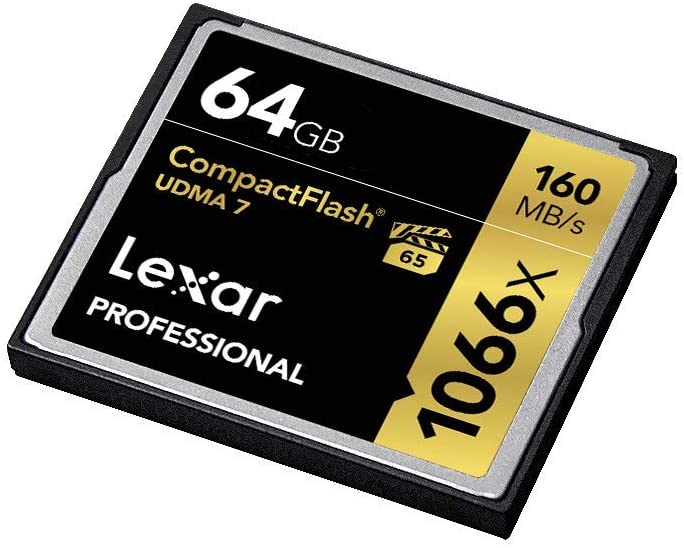 64GB
CompactFlash®
UDMA 7
65
Lexar
PROFESSIONAL
160
MB/s
1066x